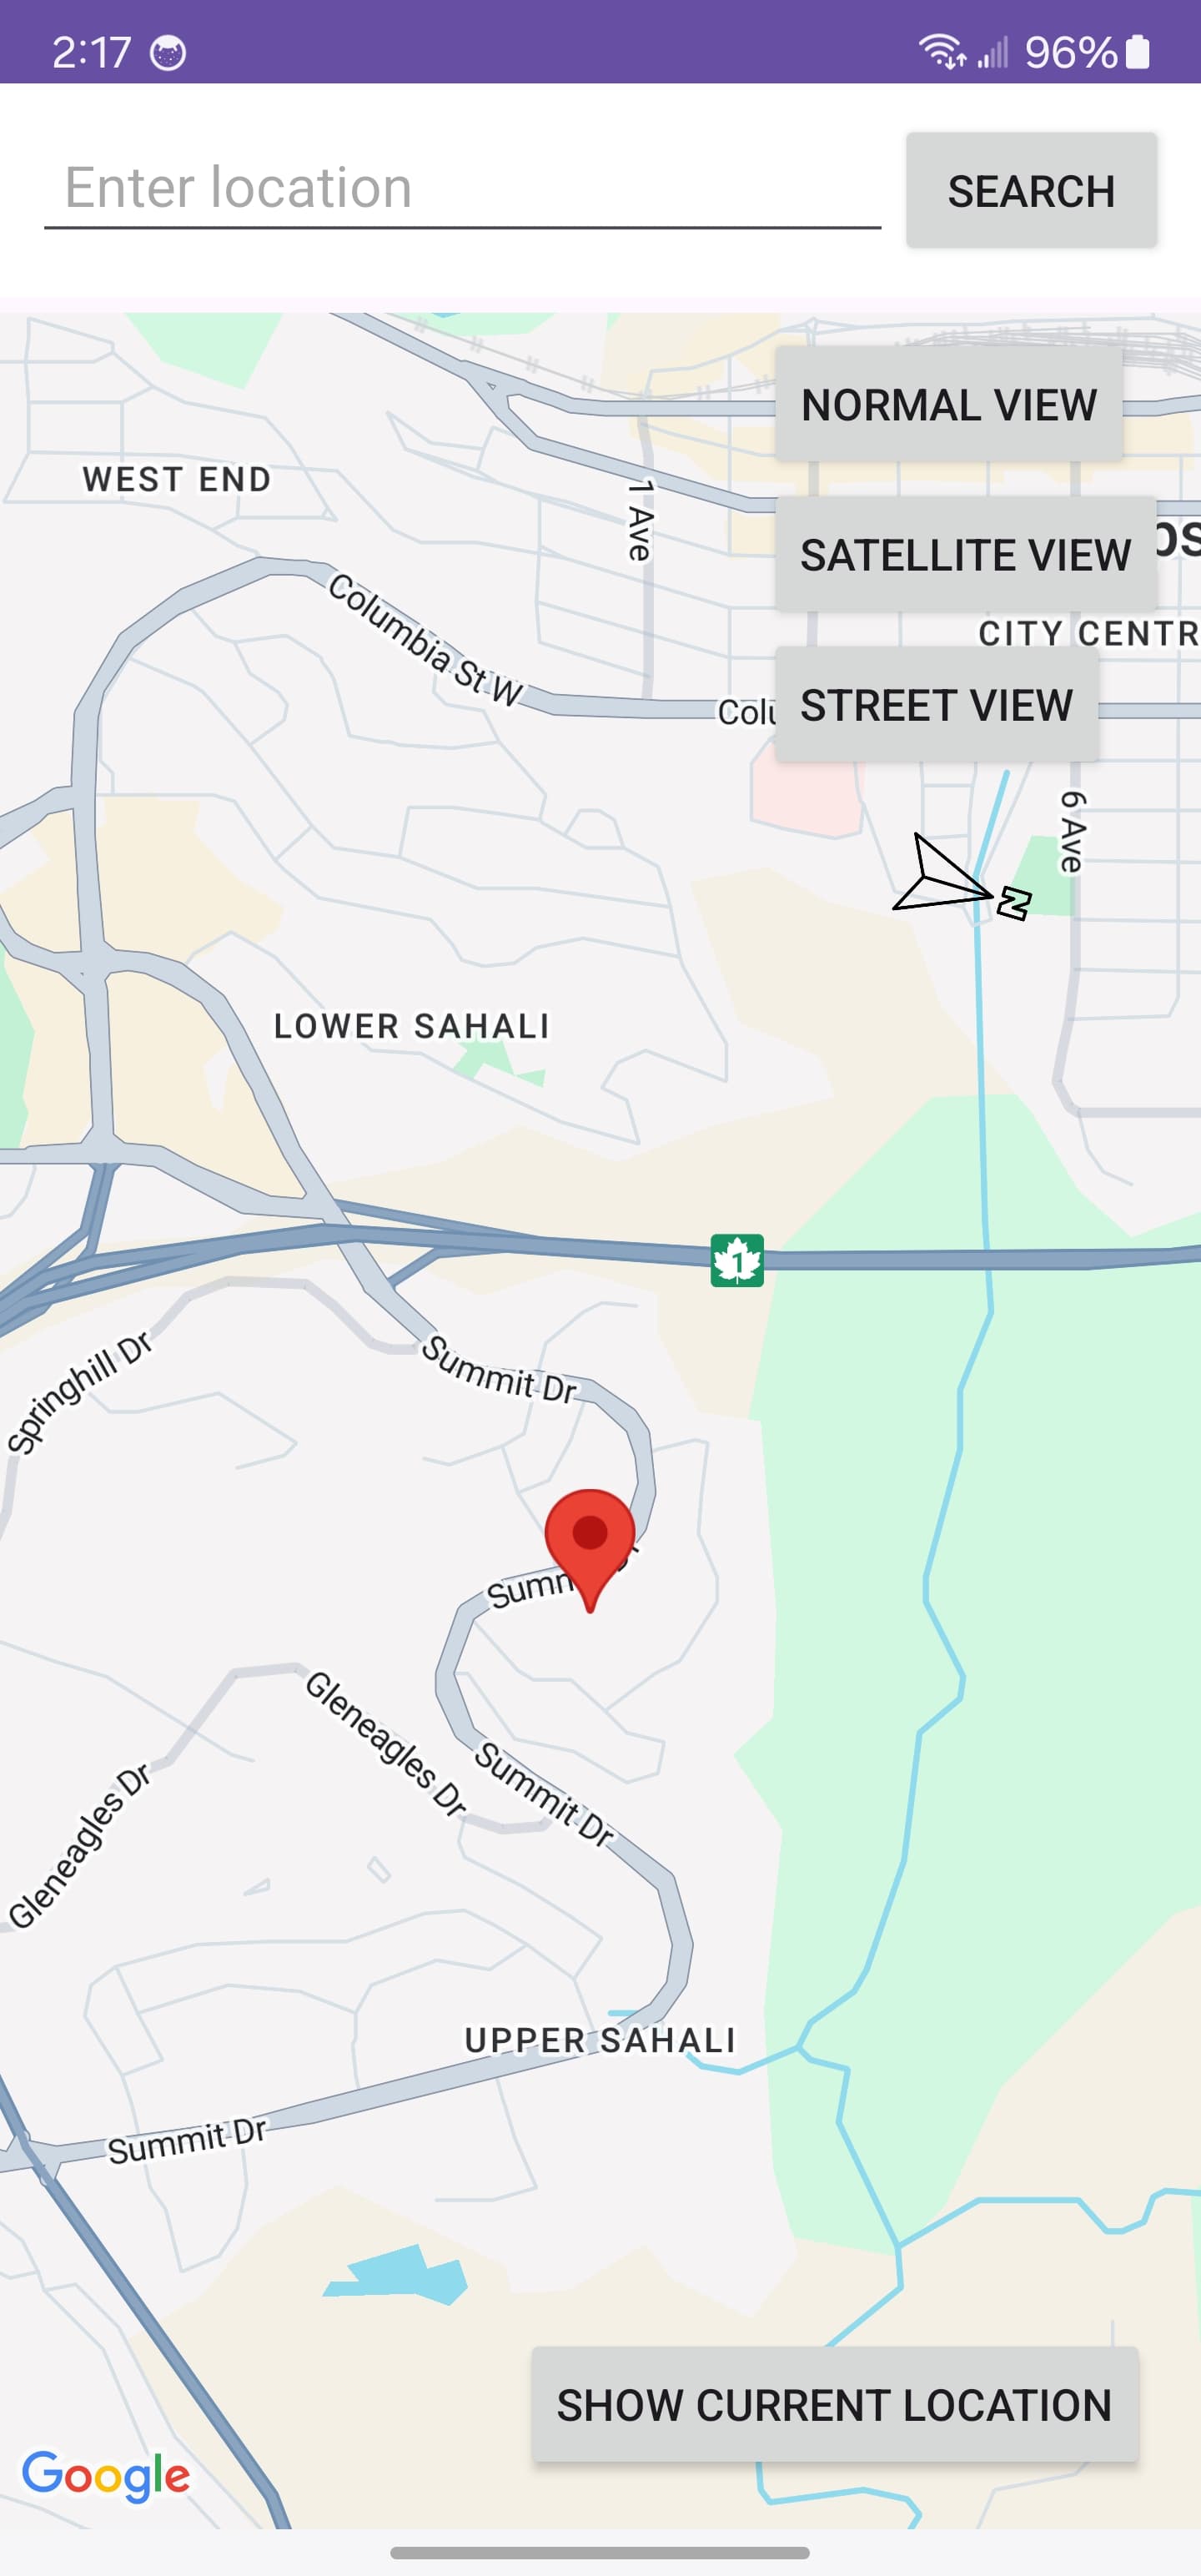 2:17 96%
Enter location
SEARCH
NORMAL VIEW
WEST END
1 Ave
SATELLITE VIEW
CITY CENTR
Columbia St W
STREET VIEW
6 Ave
N
LOWER SAHALI
1
Springhill Dr
Summit Dr
Gleneagles Dr
Summit Dr
Gleneagles Dr
UPPER SAHALI
Summit Dr
SHOW CURRENT LOCATION
Google